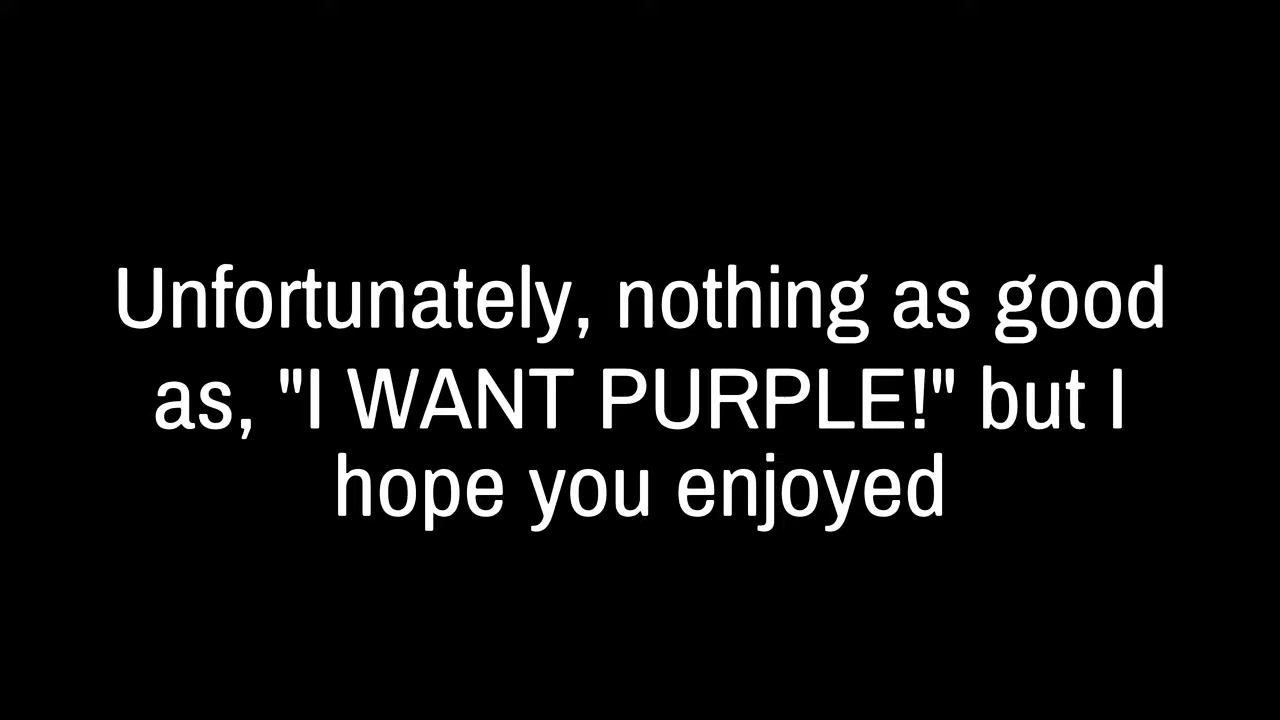 Unfortunately, nothing as good
as, "I WANT PURPLE!" but I
hope you enjoyed